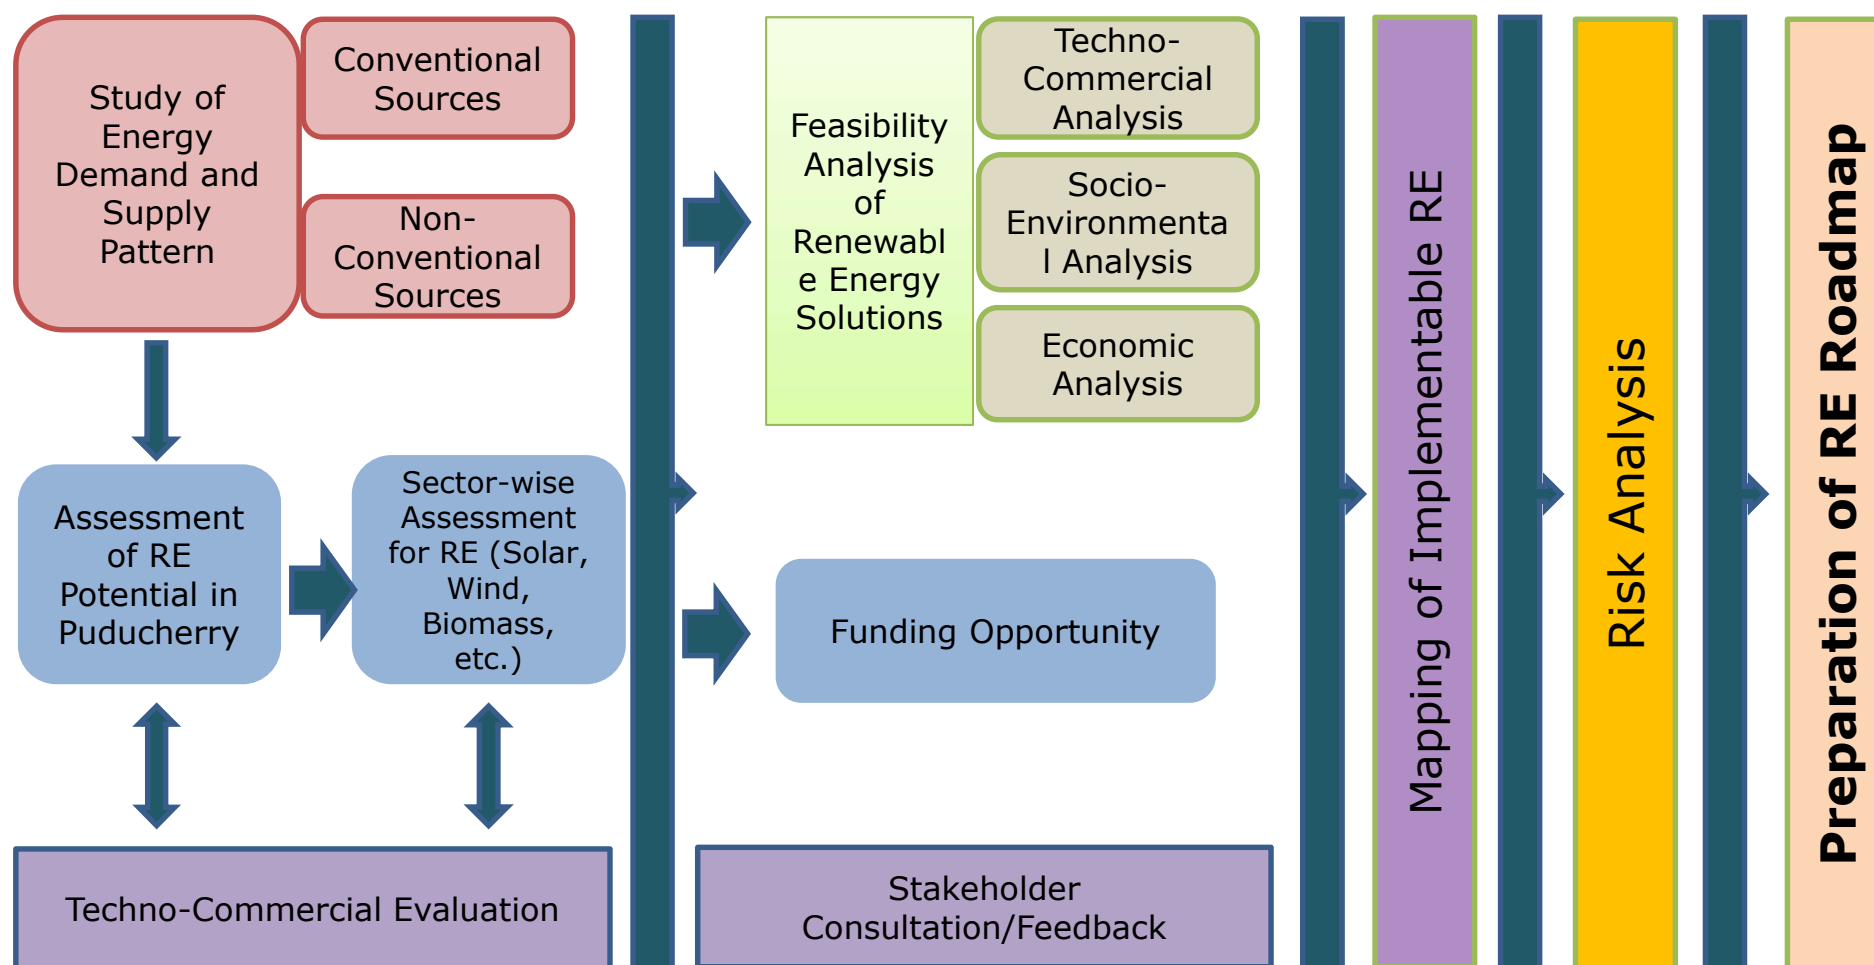 Study of
Energy
Demand and
Supply
Pattern
Conventional
Sources
Non-
Conventional
Sources
Assessment
of RE
Potential in
Puducherry
Sector-wise
Assessment
for RE (Solar,
Wind,
Biomass,
etc.)
Techno-Commercial Evaluation
Feasibility
Analysis
of
Renewabl
e Energy
Solutions
Techno-
Commercial
Analysis
Socio-
Environmenta
l Analysis
Economic
Analysis
Funding Opportunity
Stakeholder
Consultation/Feedback
Mapping of Implementable RE
Risk Analysis
Preparation of RE Roadmap